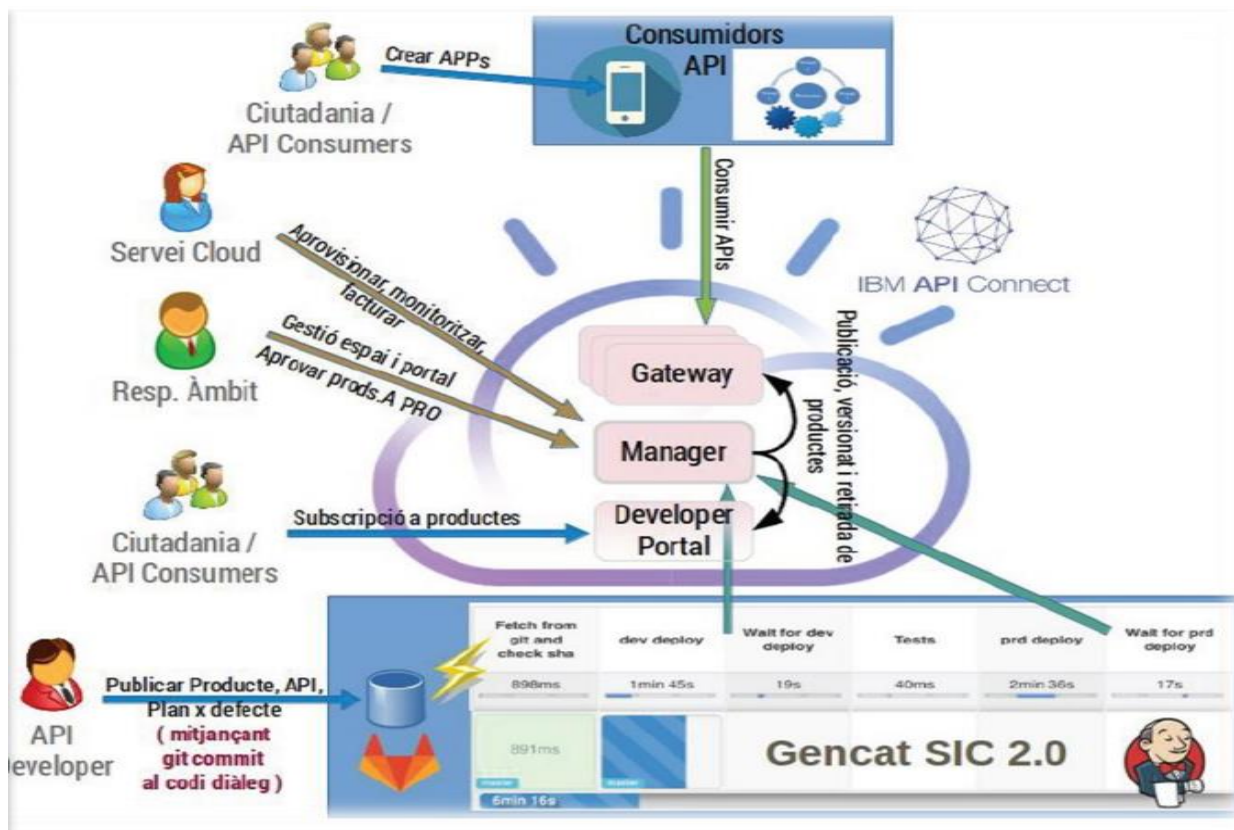 Consumidors
API
Crear APPs
Ciutadania /
API Consumers
Consumir APIs
Servei Cloud
Aprovisionar, monitoritzar,
facturar
IBM API Connect
Resp. Àmbit
Gestió espai i portal
Aprovar prods.A PRO
Gateway
Manager
Developer
Portal
Publicació, versionat i retirada de
productes
Ciutadania /
API Consumers
Subscripció a productes
API
eveloper
Publicar Producte, API,
Plan x defecte
( mitjançant
git commit
al codi diàleg )
Fetch from
git and
check sha
dev deploy
Wait for dev
deploy
Tests
prd deploy
Wait for prd
deploy
898ms
1min 45s
19s
40ms
2min 36s
17s
891ms
master
master
Gencat SIC 2.0
6min 16s